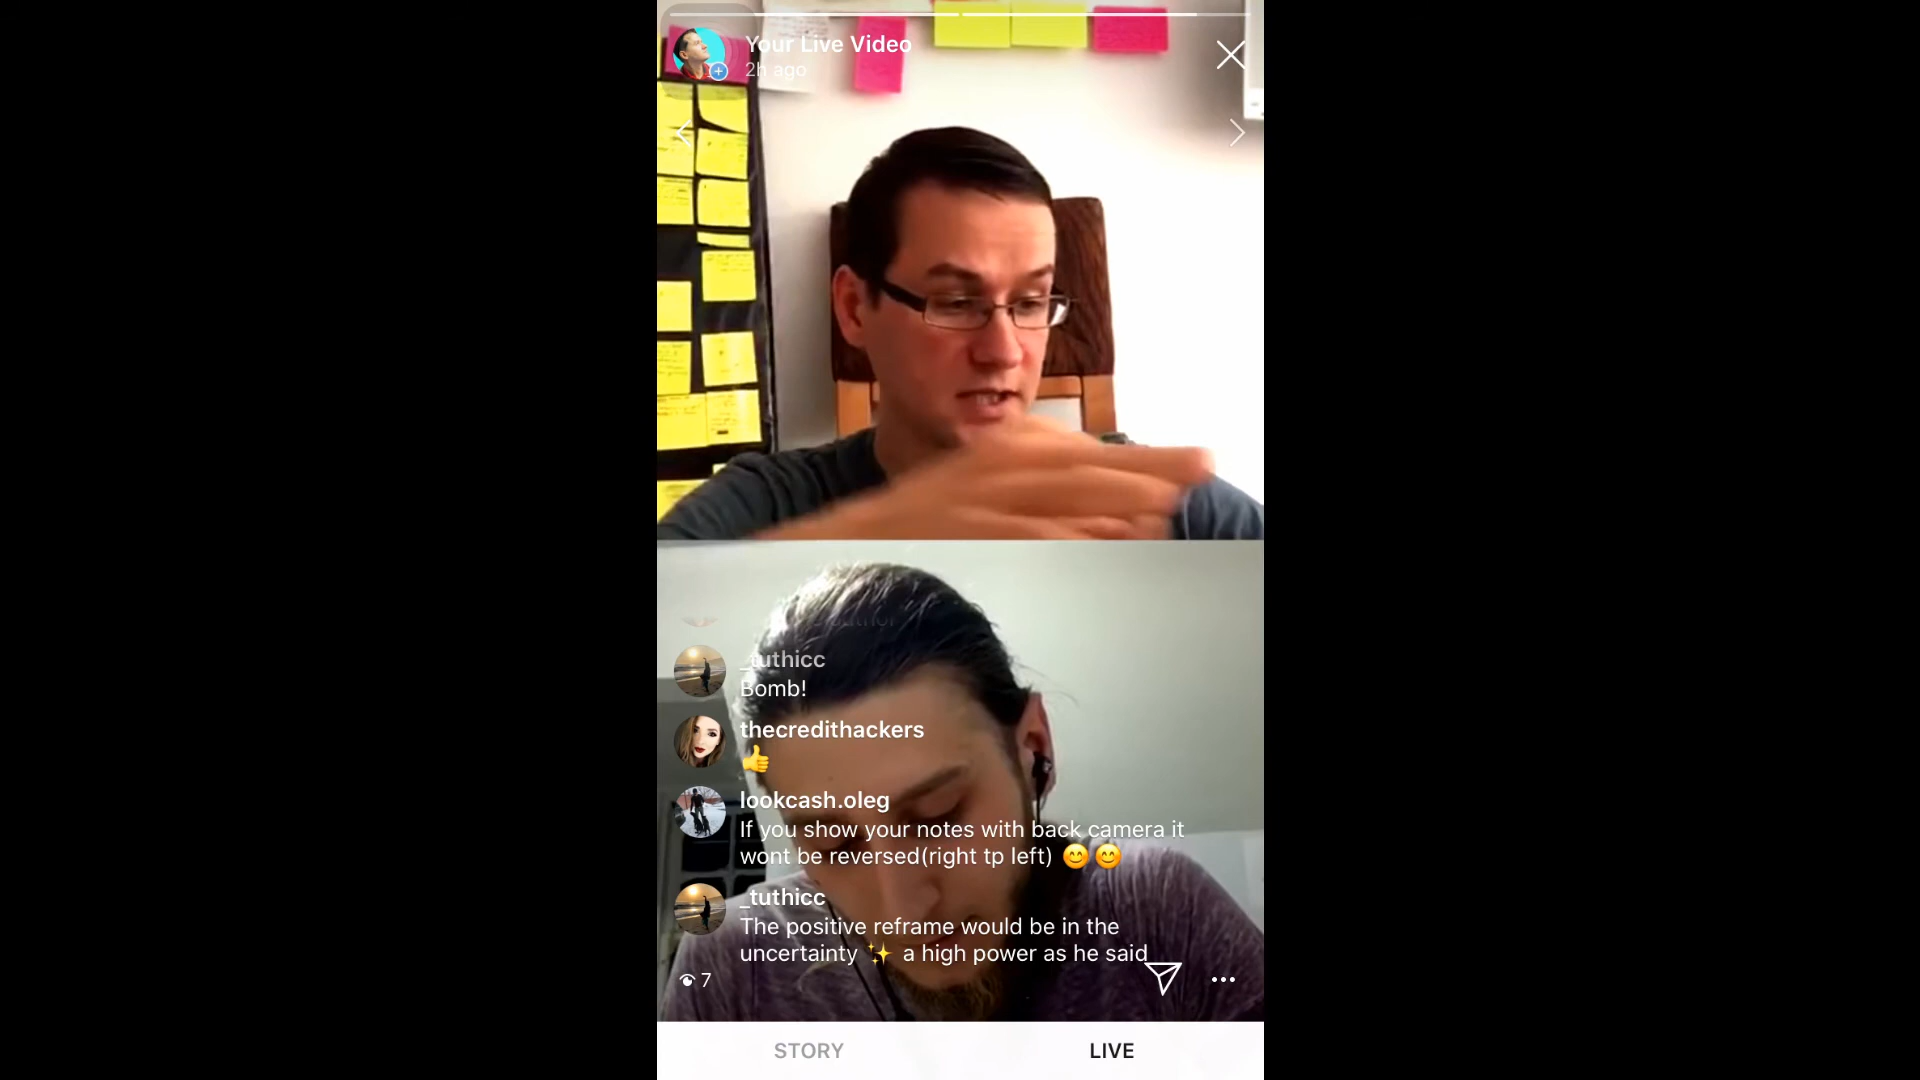 Your Live Video
2h ago
_tuthicc
Bomb!
thecredithackers
👍
lookcash.oleg
If you show your notes with back camera it
wont be reversed(right tp left) 😊😊
_tuthicc
The positive reframe would be in the
uncertainty ✨ a high power as he said
7
STORY
LIVE